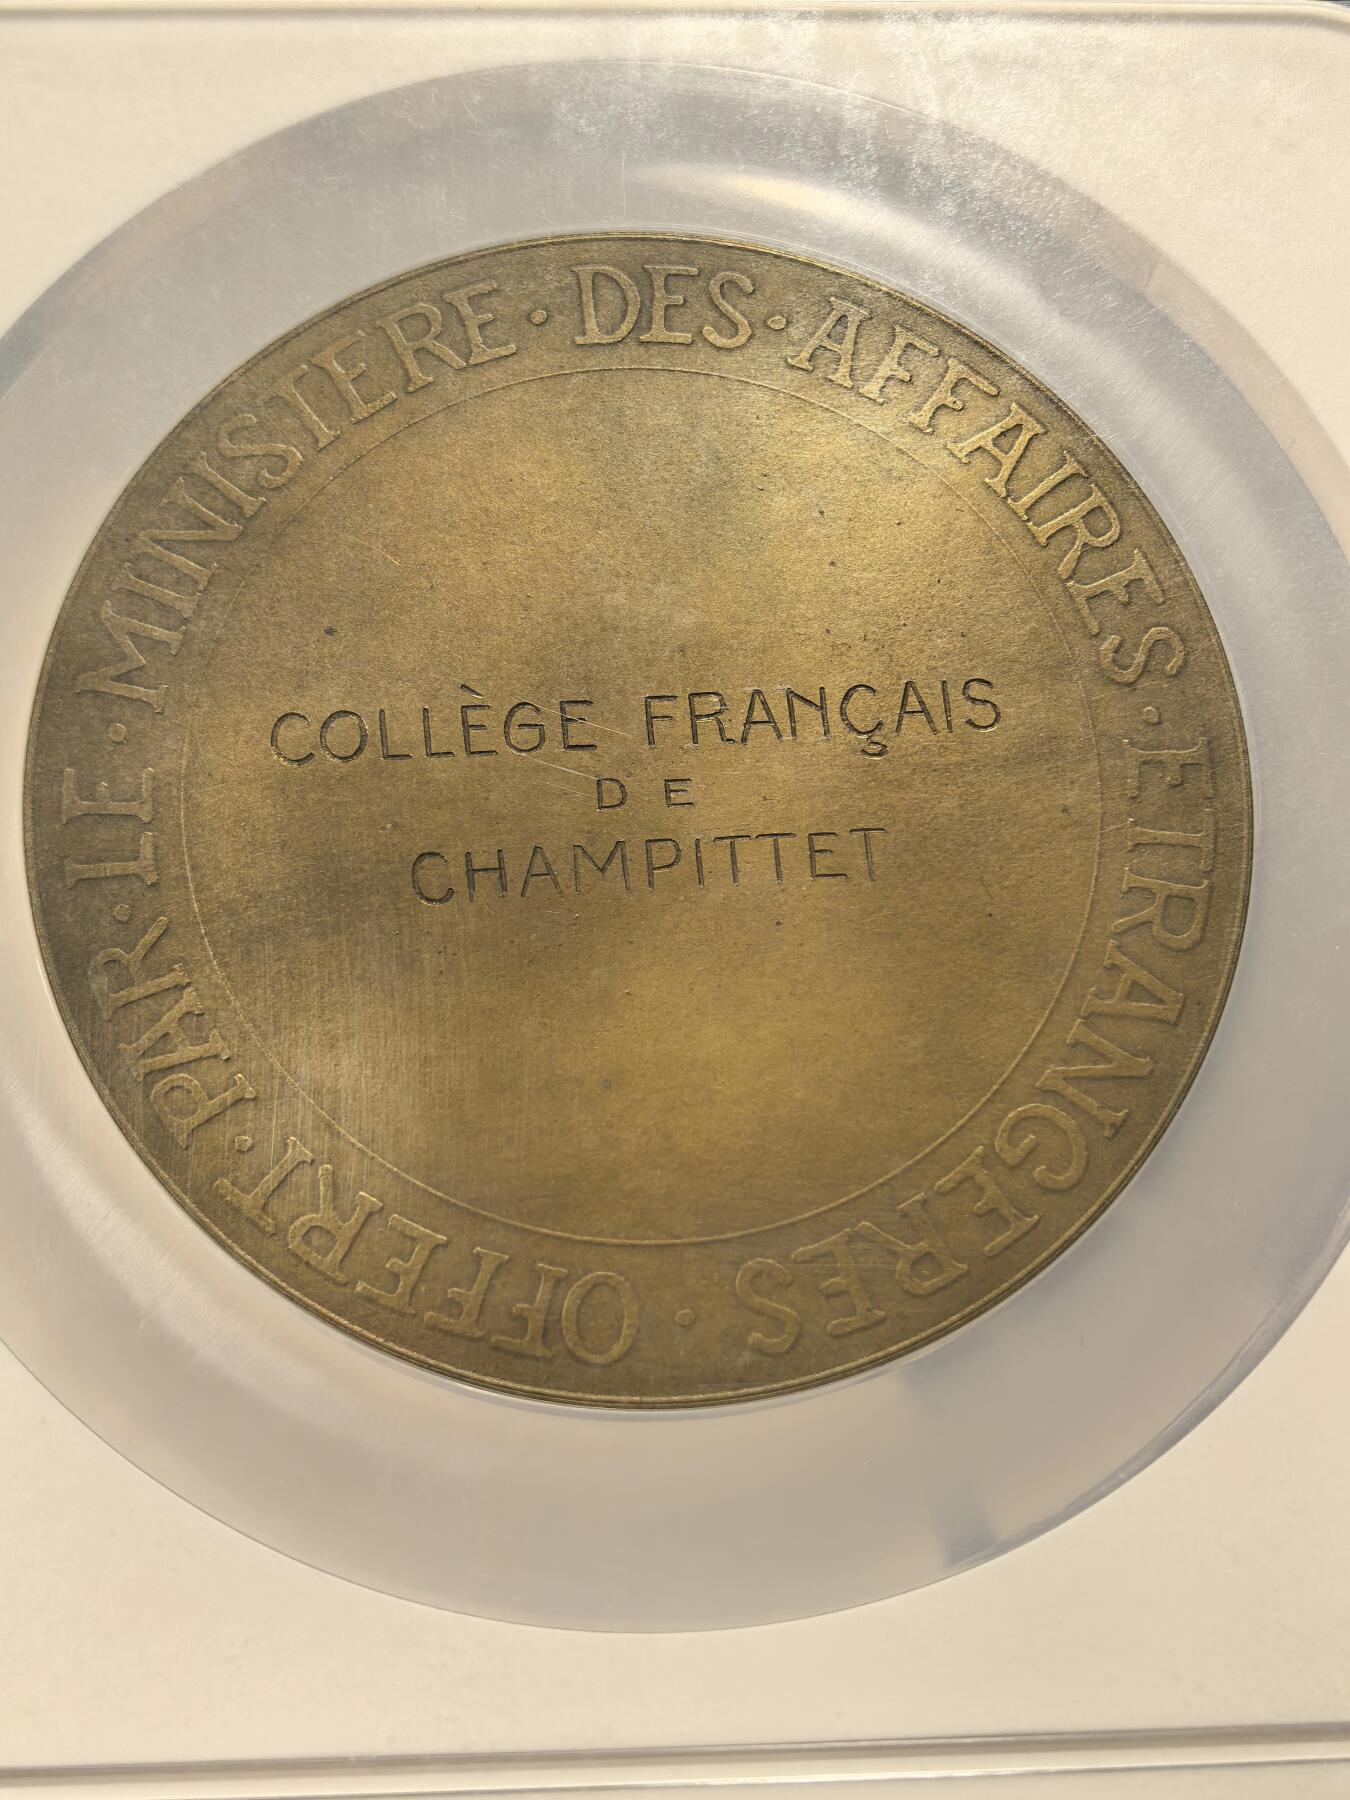 OFFERT · PAR · LE · MINISTERE · DES · AFFAIRES · ETRANGERES ·
COLLÈGE FRANÇAIS
DE
CHAMPITTET